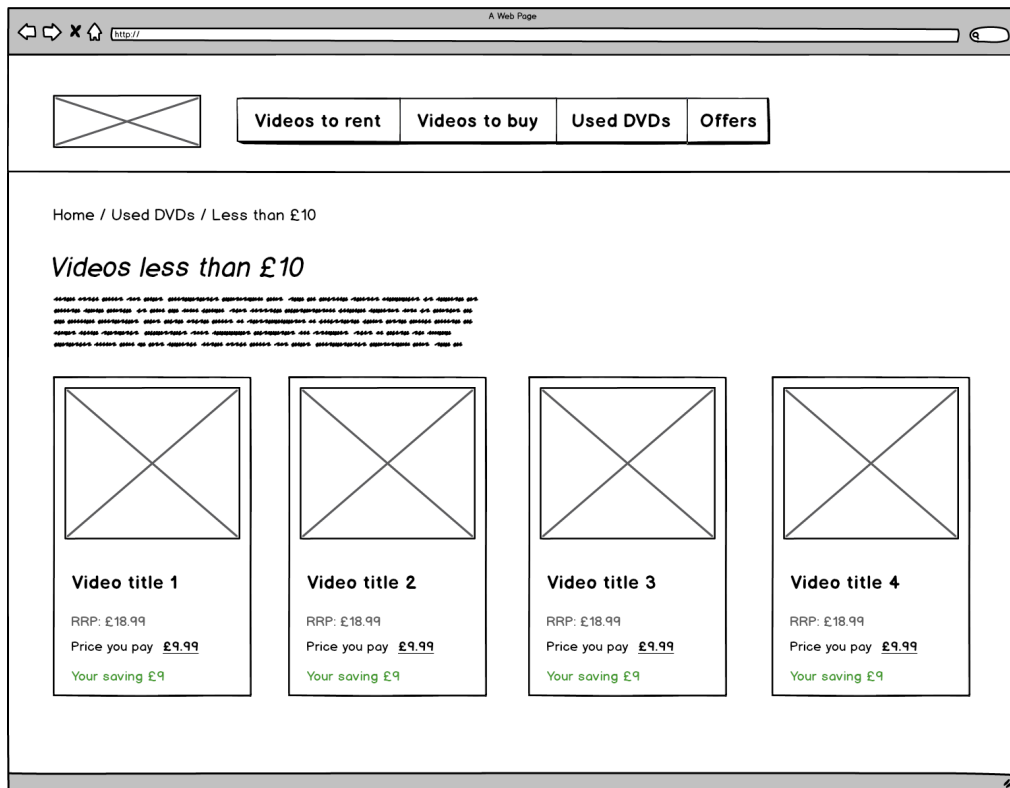 A Web Page
http://
Videos to rent Videos to buy Used DVDs Offers
Home / Used DVDs / Less than £10
Videos less than £10
Video title 1
RRP: £18.99
Price you pay £9.99
Your saving £9
Video title 2
RRP: £18.99
Price you pay £9.99
Your saving £9
Video title 3
RRP: £18.99
Price you pay £9.99
Your saving £9
Video title 4
RRP: £18.99
Price you pay £9.99
Your saving £9